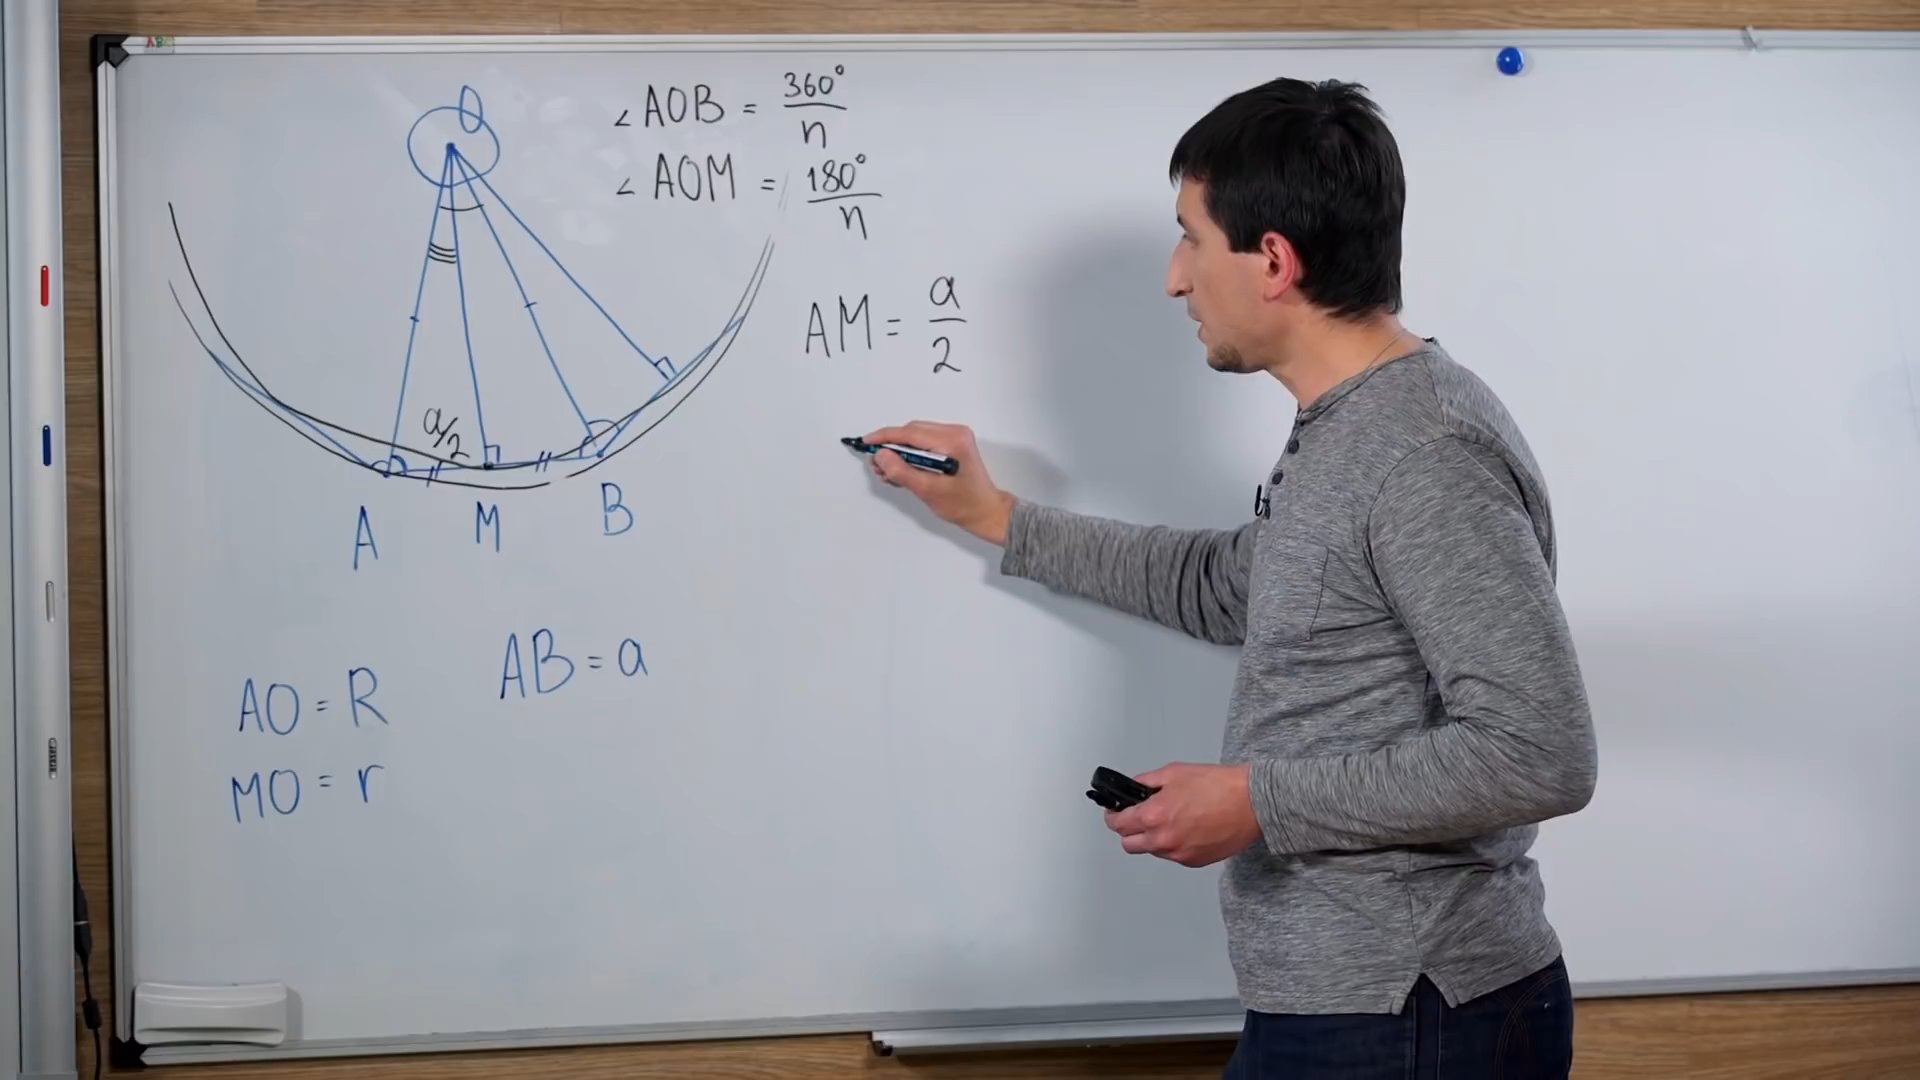 O
∠AOB = 360°/n
∠AOM = 180°/n
AM = a/2
a/2
A M B
AB = a
AO = R
MO = r